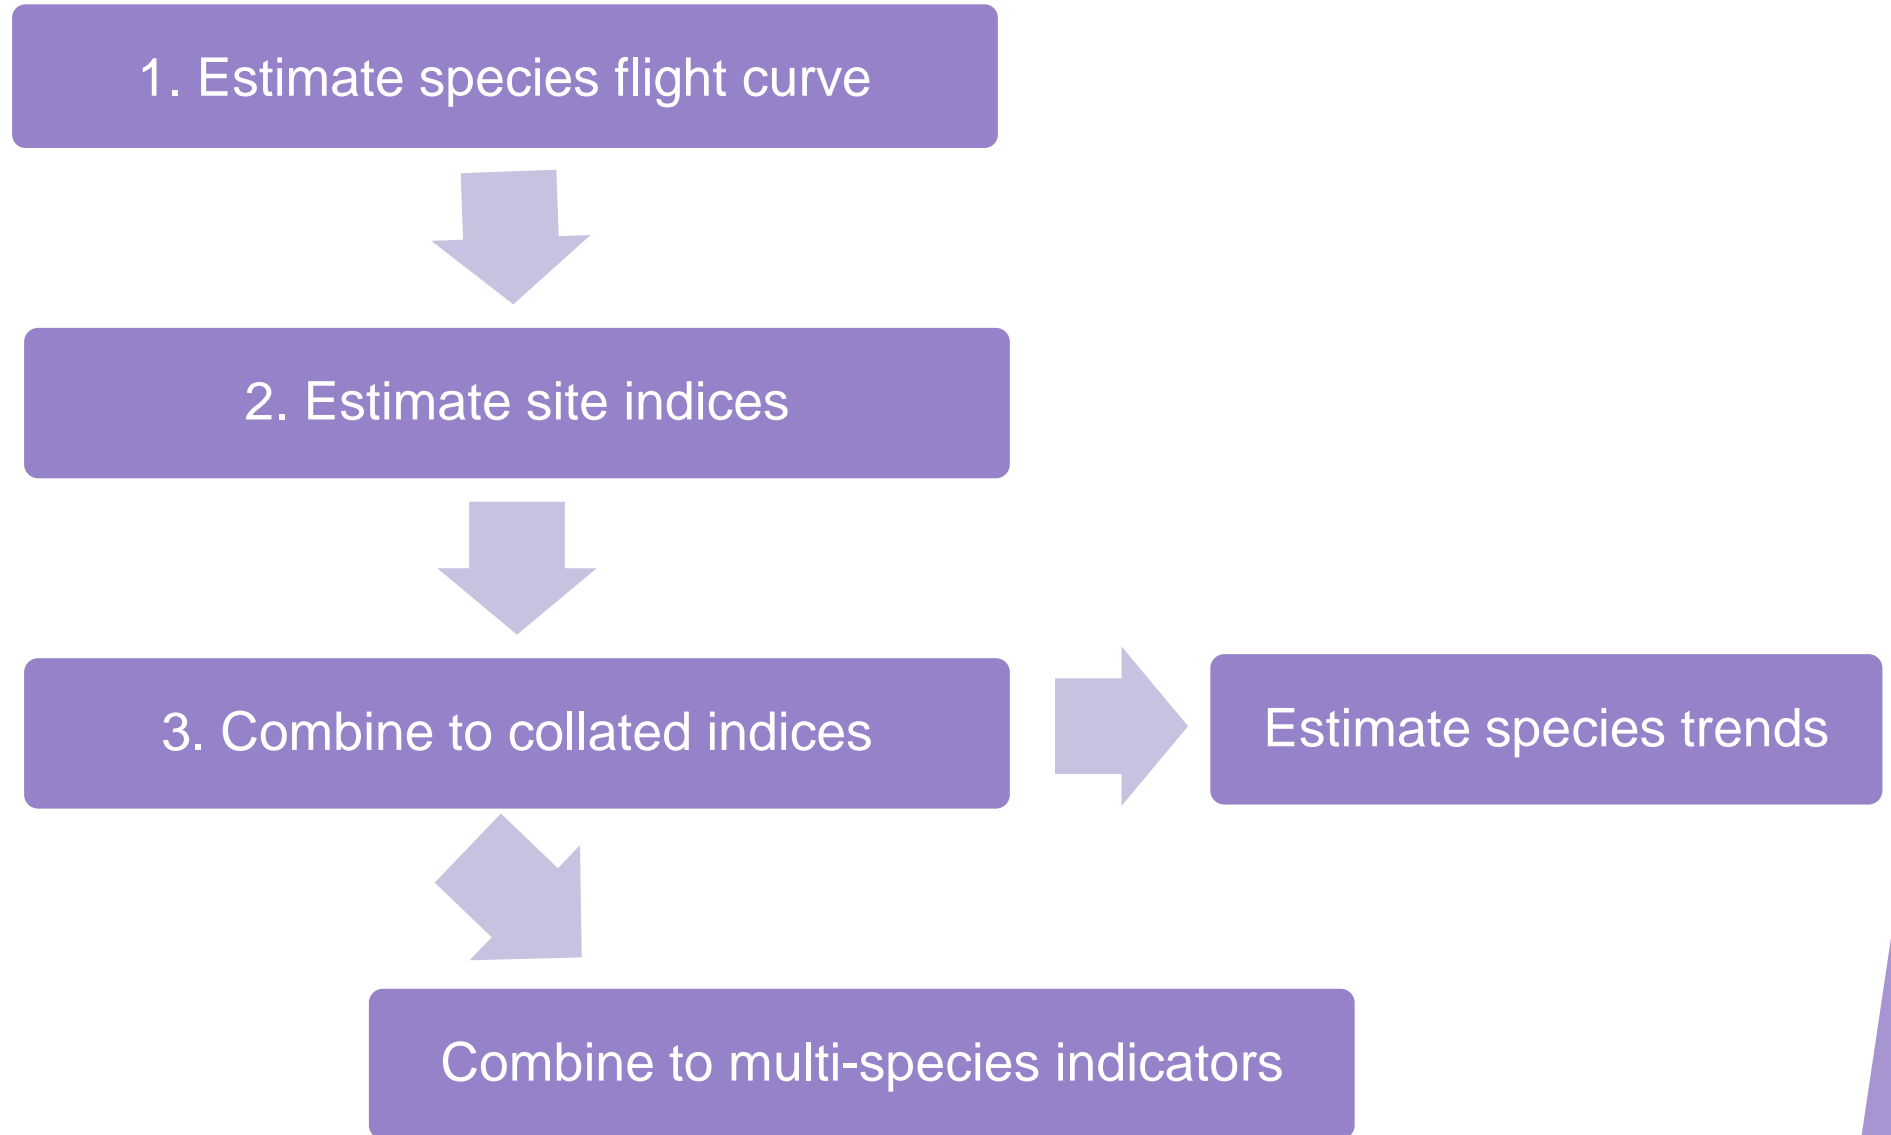 1. Estimate species flight curve
2. Estimate site indices
3. Combine to collated indices
Estimate species trends
Combine to multi-species indicators